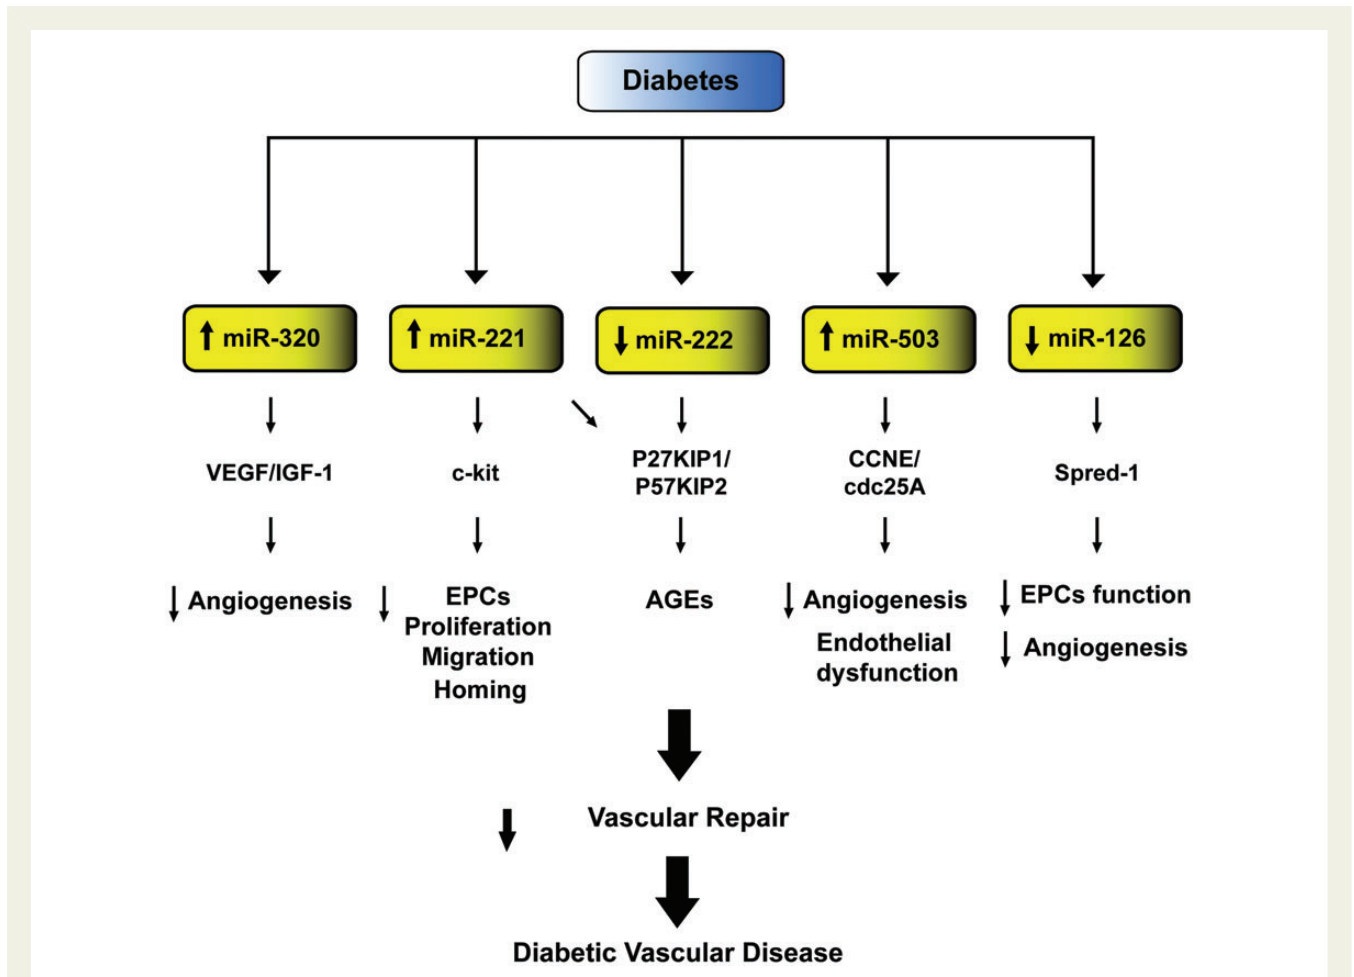 Diabetes
miR-320
miR-221
miR-222
miR-503
miR-126
VEGF/IGF-1
c-kit
P27KIP1/
P57KIP2
CCNE/
cdc25A
Spred-1
Angiogenesis
EPCs
Proliferation
Migration
Homing
AGEs
Angiogenesis
Endothelial
dysfunction
EPCs function
Angiogenesis
Vascular Repair
Diabetic Vascular Disease